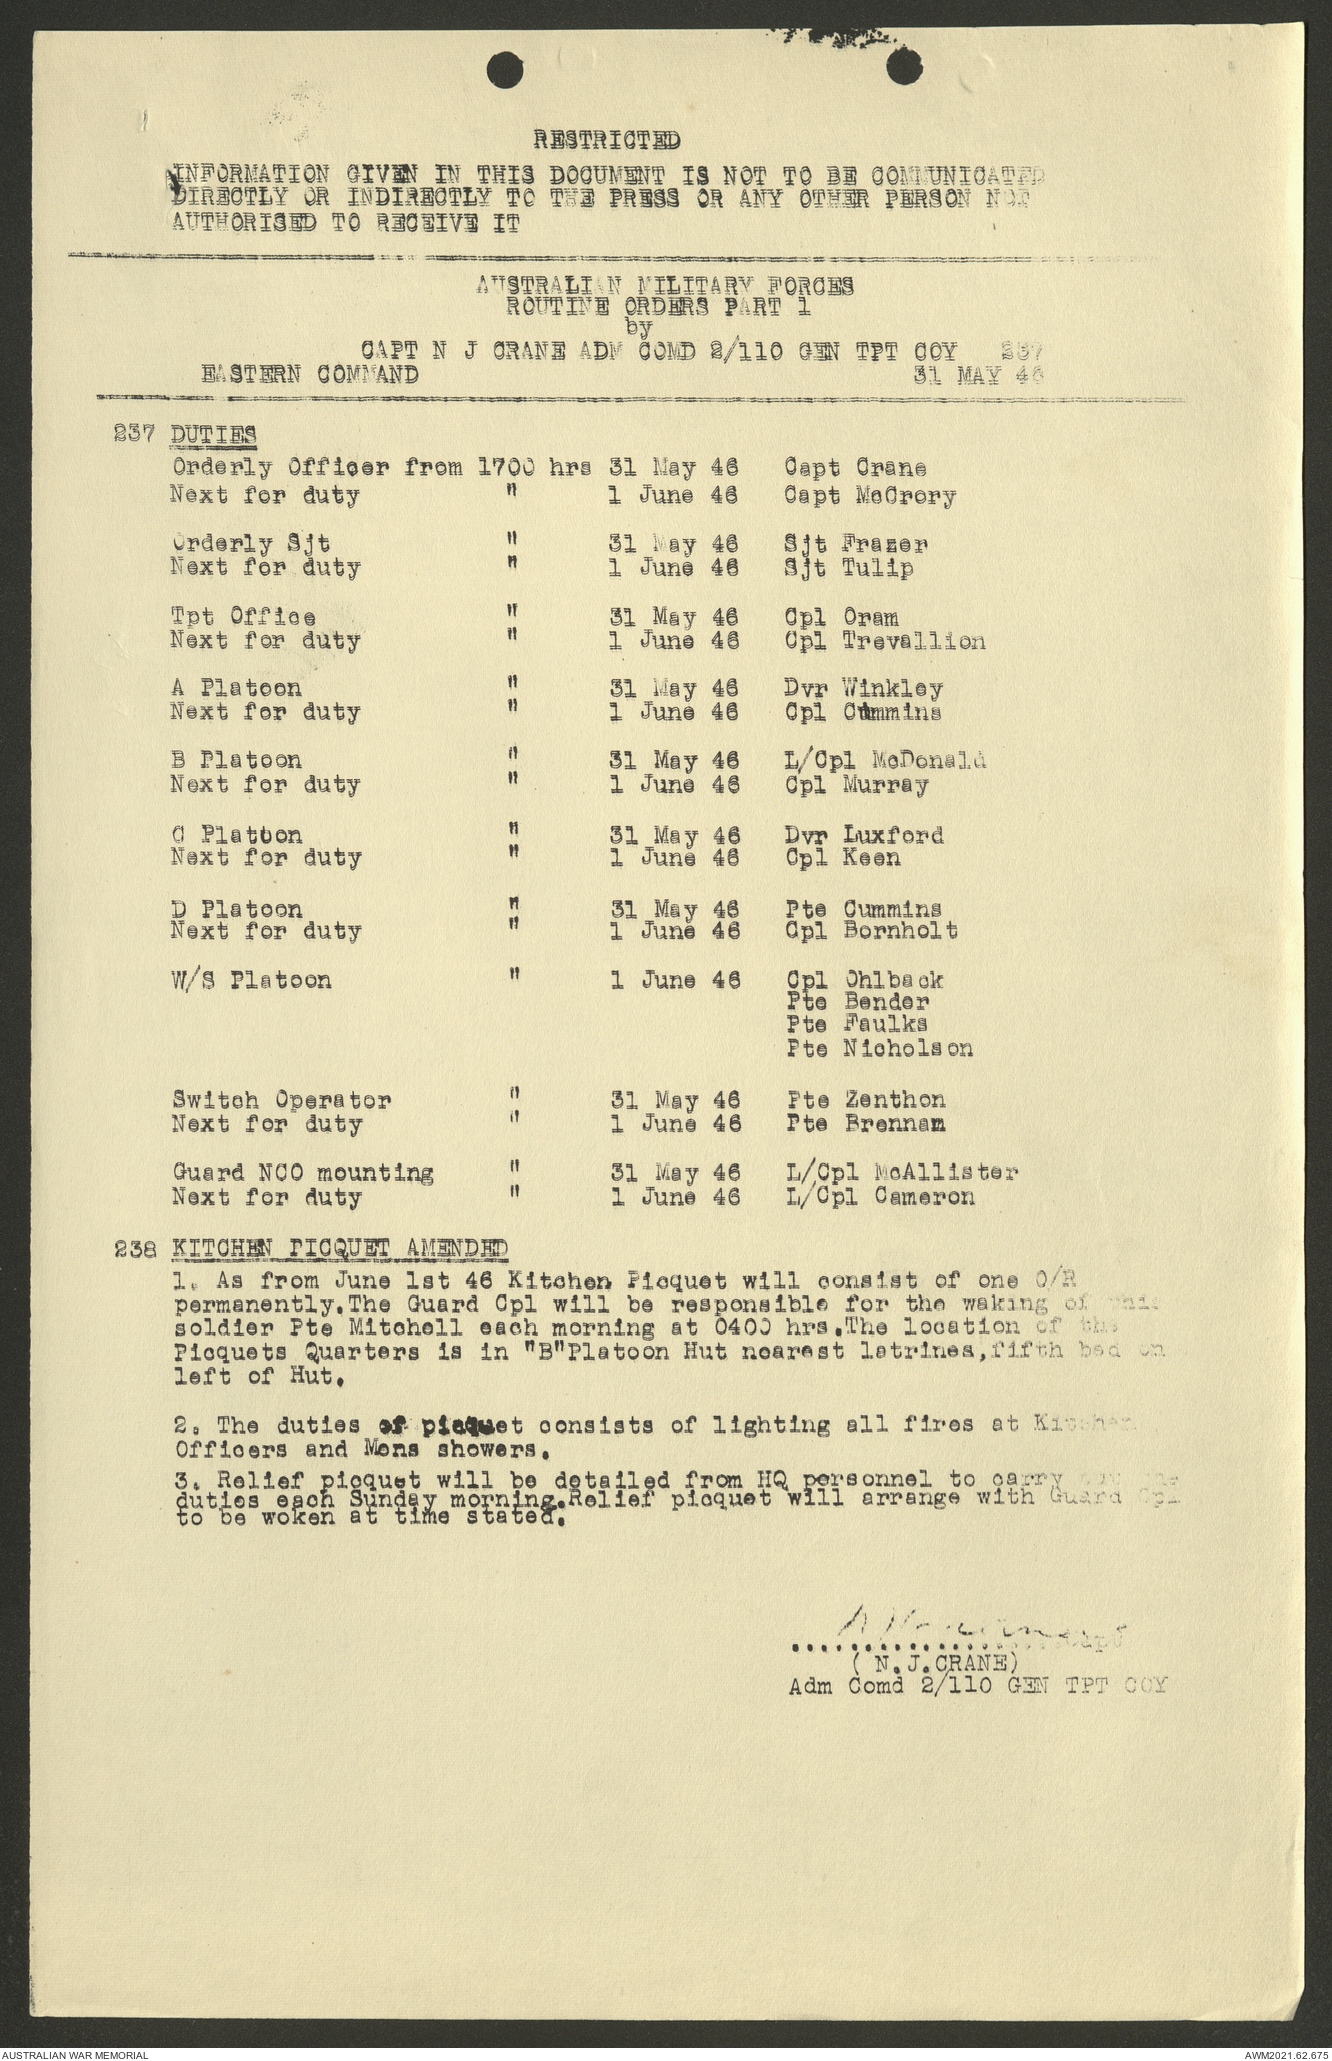 RESTRICTED
INFORMATION GIVEN IN THIS DOCUMENT IS NOT TO BE COMMUNICATED
DIRECTLY OR INDIRECTLY TO THE PRESS OR ANY OTHER PERSON NOT
AUTHORISED TO RECEIVE IT
AUSTRALIAN MILITARY FORCES
ROUTINE ORDERS PART 1
by
CAPT N J CRANE ADM COMD 2/110 GEN TPT COY 237
EASTERN COMMAND 31 MAY 46
237 DUTIES
Orderly Officer from 1700 hrs 31 May 46 Capt Crane
Next for duty " 1 June 46 Capt McCrory
Orderly Sjt " 31 May 46 Sjt Frazer
Next for duty " 1 June 46 Sjt Tulip
Tpt Office " 31 May 46 Cpl Oram
Next for duty " 1 June 46 Cpl Trevallion
A Platoon " 31 May 46 Dvr Winkley
Next for duty " 1 June 46 Cpl Cummins
B Platoon " 31 May 46 L/Cpl McDonald
Next for duty " 1 June 46 Cpl Murray
C Platoon " 31 May 46 Dvr Luxford
Next for duty " 1 June 46 Cpl Keen
D Platoon " 31 May 46 Pte Cummins
Next for duty " 1 June 46 Cpl Bornholt
W/S Platoon " 1 June 46 Cpl Ohlback
Pte Bender
Pte Faulks
Pte Nicholson
Switch Operator " 31 May 46 Pte Zenthon
Next for duty " 1 June 46 Pte Brennan
Guard NCO mounting " 31 May 46 L/Cpl McAllister
Next for duty " 1 June 46 L/Cpl Cameron
238 KITCHEN PICQUET AMENDED
1. As from June 1st 46 Kitchen Picquet will consist of one O/R
permanently.The Guard Cpl will be responsible for the waking of this
soldier Pte Mitchell each morning at 0400 hrs.The location of the
Picquets Quarters is in "B"Platoon Hut nearest latrines,fifth bed on
left of Hut.
2. The duties of picquet consists of lighting all fires at Kitchen
Officers and Mens showers.
3. Relief picquet will be detailed from HQ personnel to carry out the
duties each Sunday morning.Relief picquet will arrange with Guard Cpl
to be woken at time stated.
....................Capt
( N.J.CRANE)
Adm Comd 2/110 GEN TPT COY
AUSTRALIAN WAR MEMORIAL AWM2021.62.675